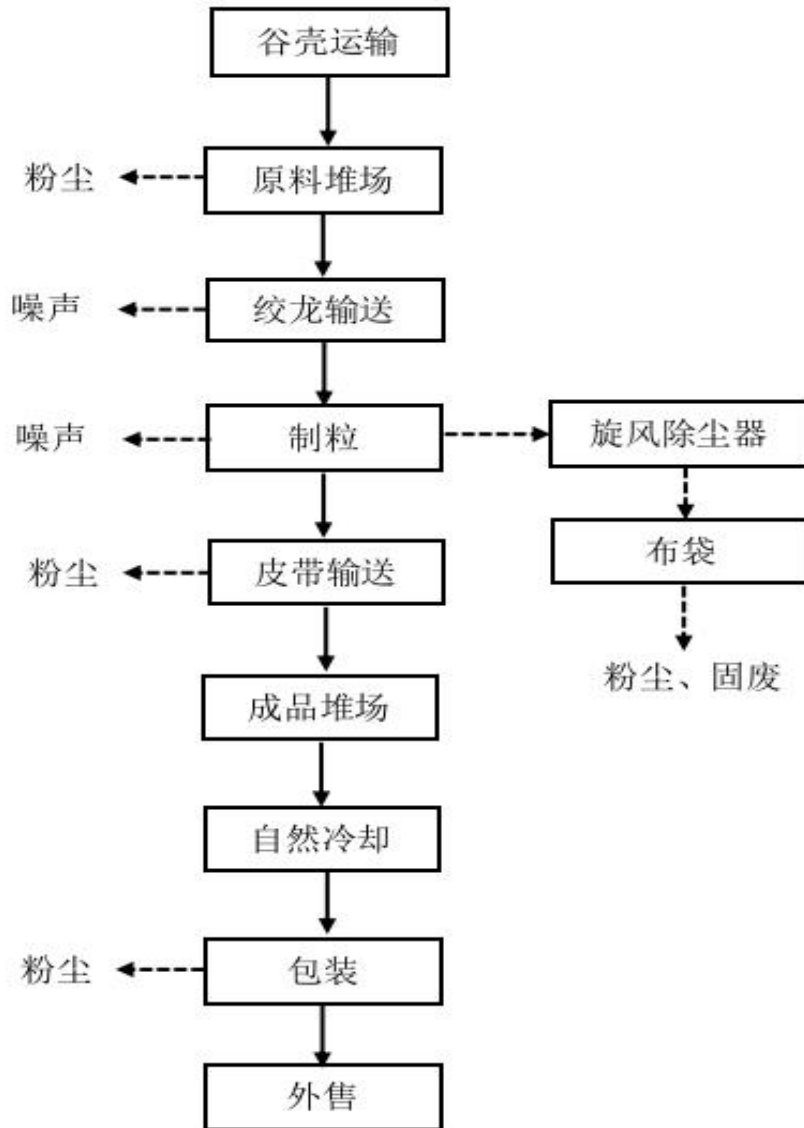 谷壳运输
粉尘
原料堆场
噪声
绞龙输送
噪声
制粒
旋风除尘器
布袋
粉尘、固废
粉尘
皮带输送
成品堆场
自然冷却
粉尘
包装
外售